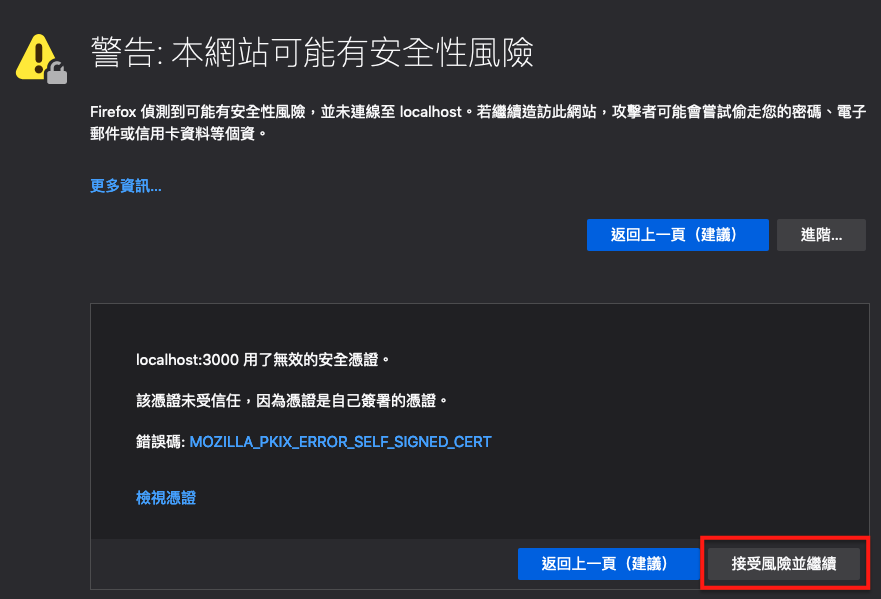 警告: 本網站可能有安全性風險
Firefox 偵測到可能有安全性風險，並未連線至 localhost。若繼續造訪此網站，攻擊者可能會嘗試偷走您的密碼、電子
郵件或信用卡資料等個資。
更多資訊...
返回上一頁（建議）
進階...
localhost:3000 用了無效的安全憑證。
該憑證未受信任，因為憑證是自己簽署的憑證。
錯誤碼: MOZILLA_PKIX_ERROR_SELF_SIGNED_CERT
檢視憑證
返回上一頁（建議）
接受風險並繼續